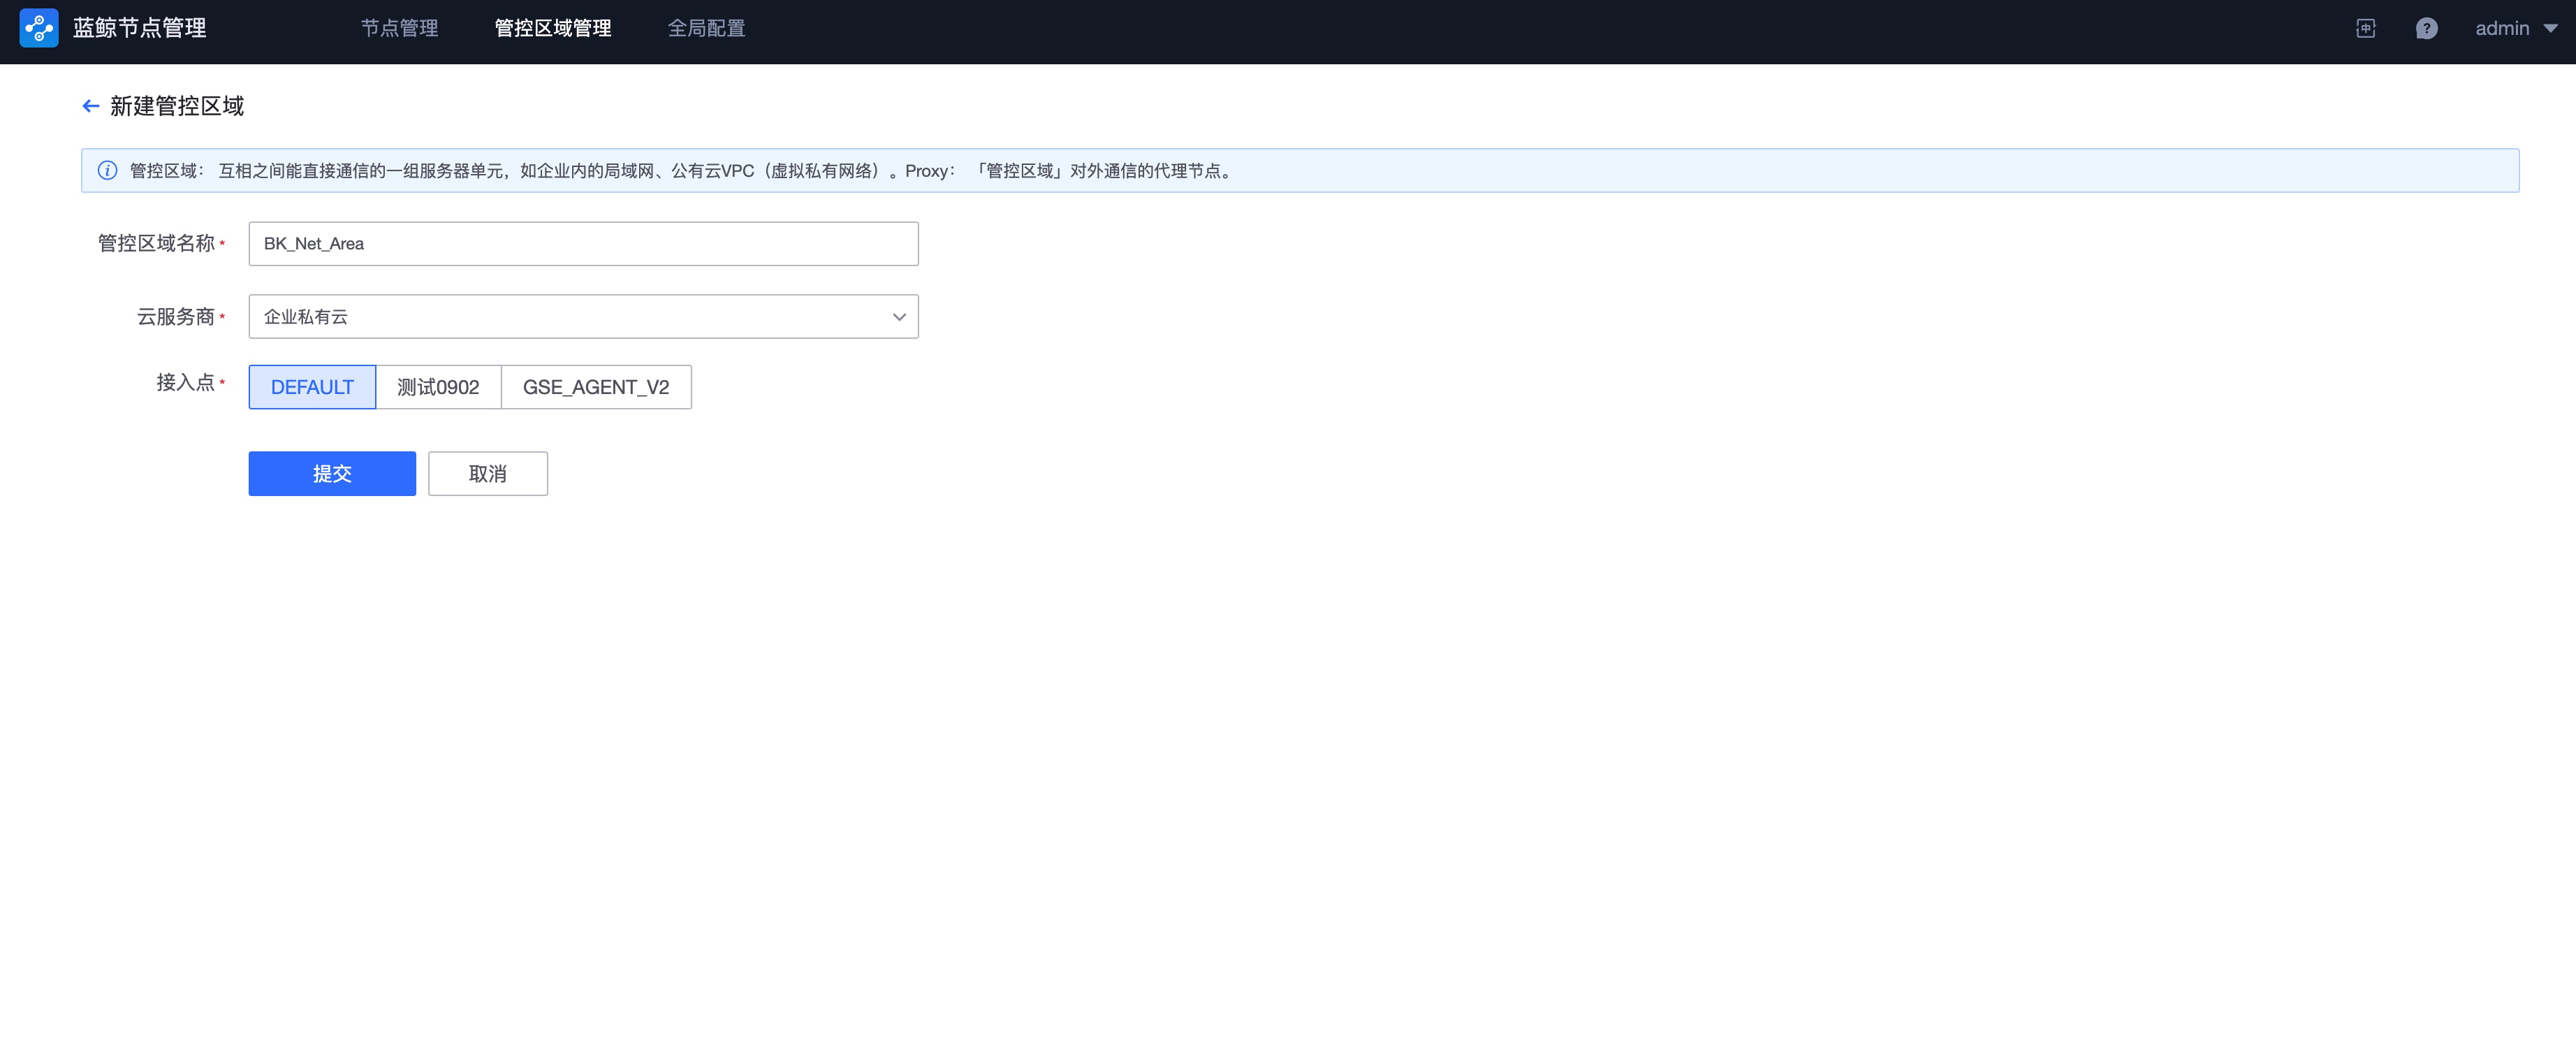 蓝鲸节点管理 节点管理 管控区域管理 全局配置 中 ? admin
新建管控区域
管控区域： 互相之间能直接通信的一组服务器单元，如企业内的局域网、公有云VPC（虚拟私有网络）。Proxy： 「管控区域」对外通信的代理节点。
管控区域名称* BK_Net_Area
云服务商* 企业私有云
接入点* DEFAULT 测试0902 GSE_AGENT_V2
提交 取消